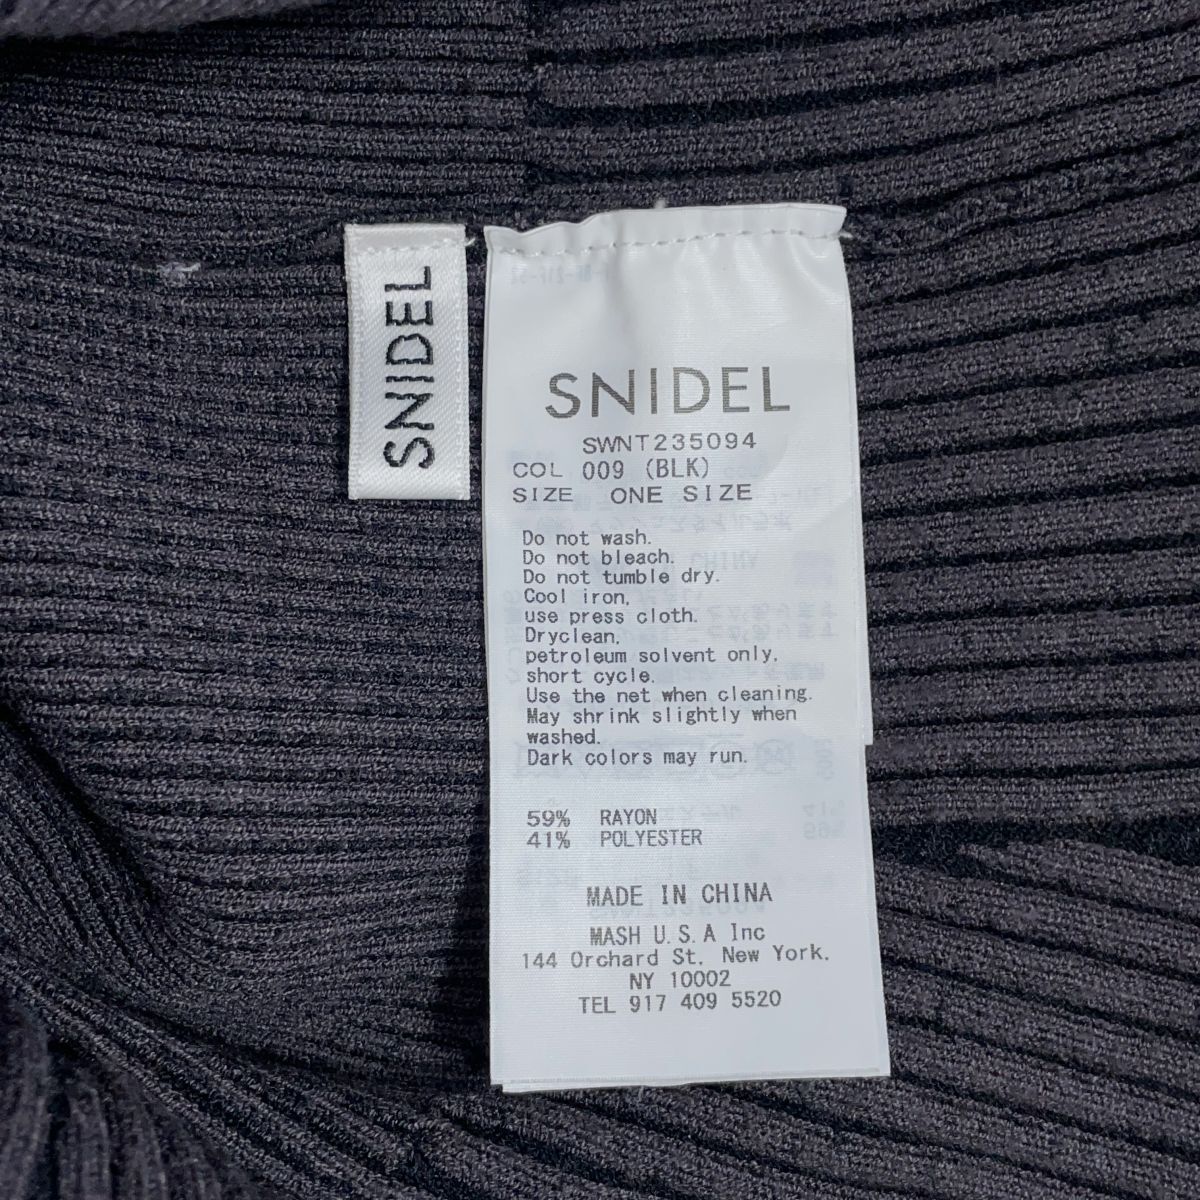 SNIDEL
SNIDEL
SWNT235094
COL 009 (BLK)
SIZE ONE SIZE
Do not wash.
Do not bleach.
Do not tumble dry.
Cool iron,
use press cloth.
Dryclean,
petroleum solvent only,
short cycle.
Use the net when cleaning.
May shrink slightly when
washed.
Dark colors may run.
59% RAYON
41% POLYESTER
MADE IN CHINA
MASH U.S.A Inc
144 Orchard St, New York,
NY 10002
TEL 917 409 5520